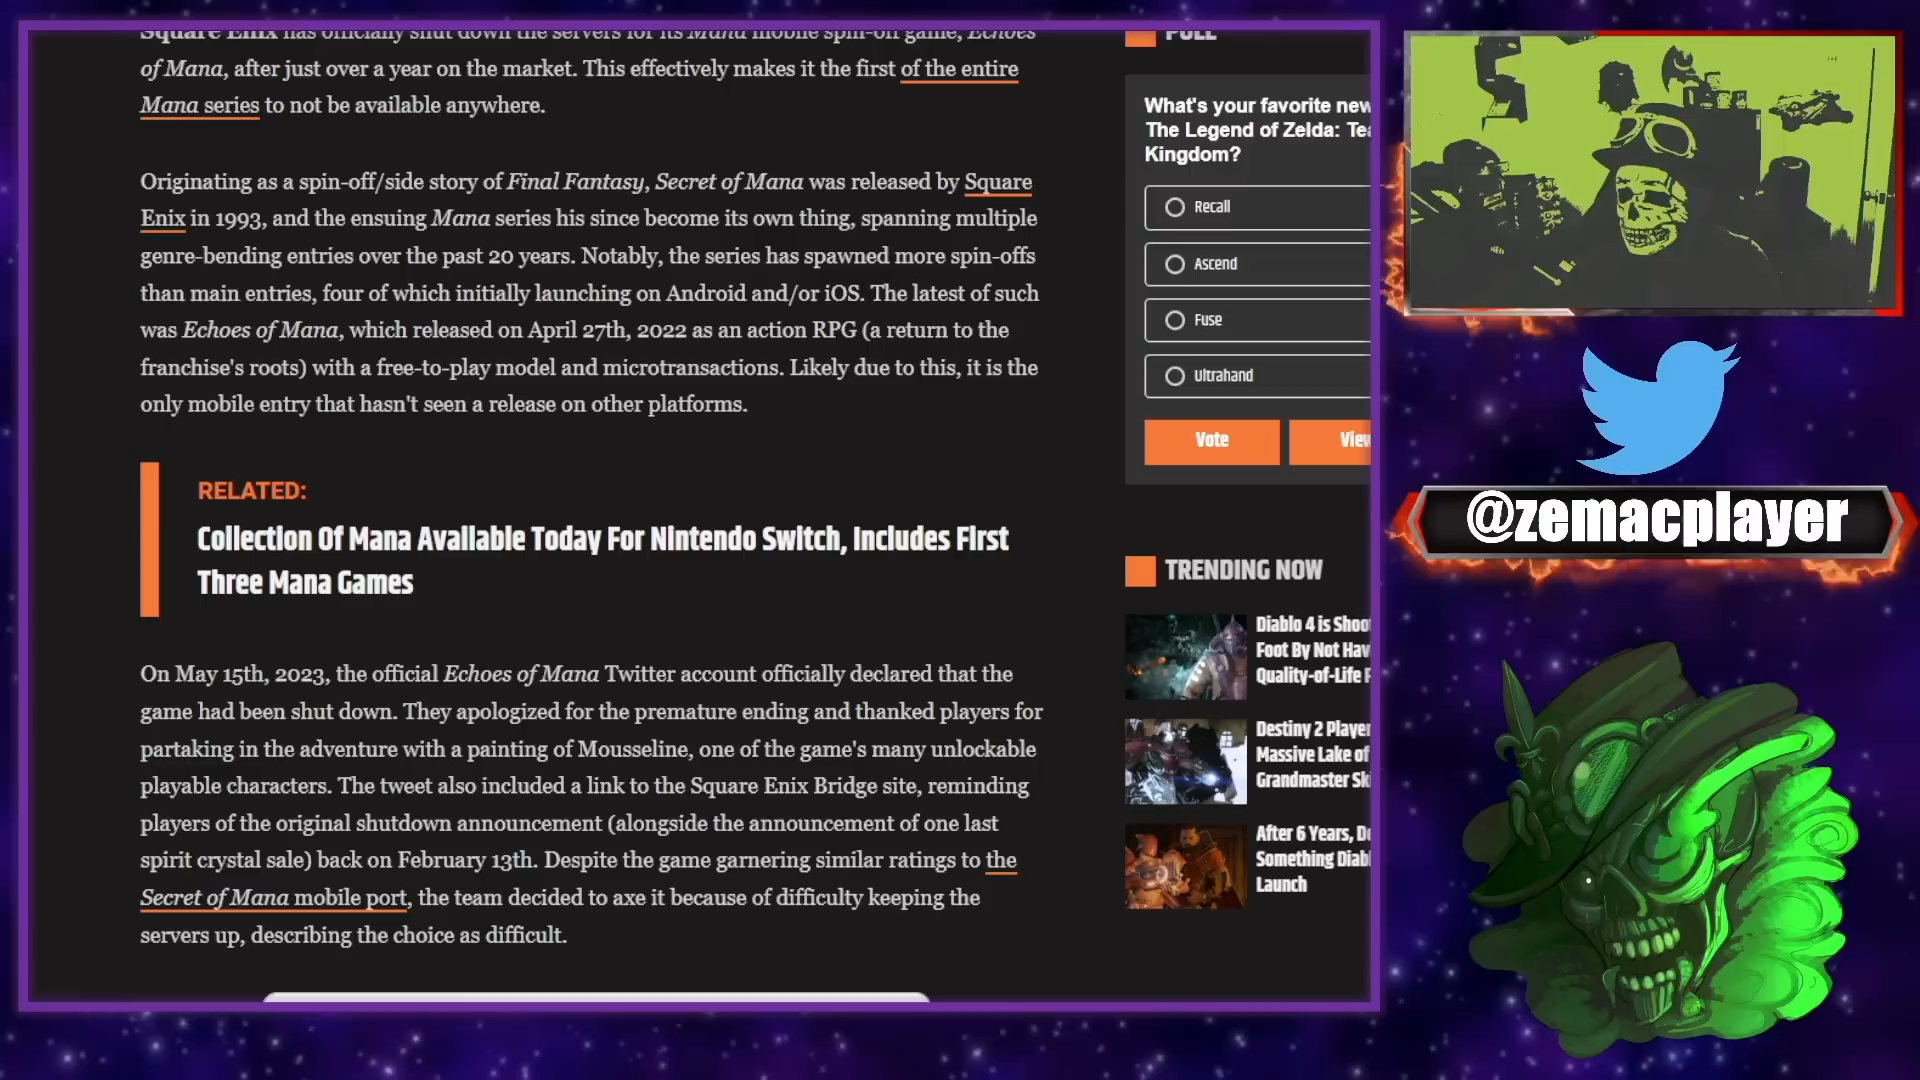 Square Enix has officially shut down the servers for its Mana mobile spin-off game, Echoes
of Mana, after just over a year on the market. This effectively makes it the first of the entire
Mana series to not be available anywhere.
Originating as a spin-off/side story of Final Fantasy, Secret of Mana was released by Square
Enix in 1993, and the ensuing Mana series his since become its own thing, spanning multiple
genre-bending entries over the past 20 years. Notably, the series has spawned more spin-offs
than main entries, four of which initially launching on Android and/or iOS. The latest of such
was Echoes of Mana, which released on April 27th, 2022 as an action RPG (a return to the
franchise's roots) with a free-to-play model and microtransactions. Likely due to this, it is the
only mobile entry that hasn't seen a release on other platforms.
RELATED:
Collection Of Mana Available Today For Nintendo Switch, Includes First
Three Mana Games
On May 15th, 2023, the official Echoes of Mana Twitter account officially declared that the
game had been shut down. They apologized for the premature ending and thanked players for
partaking in the adventure with a painting of Mousseline, one of the game's many unlockable
playable characters. The tweet also included a link to the Square Enix Bridge site, reminding
players of the original shutdown announcement (alongside the announcement of one last
spirit crystal sale) back on February 13th. Despite the game garnering similar ratings to the
Secret of Mana mobile port, the team decided to axe it because of difficulty keeping the
servers up, describing the choice as difficult.
What's your favorite new
The Legend of Zelda: Te
Kingdom?
Recall
Ascend
Fuse
Ultrahand
Vote
View
TRENDING NOW
Diablo 4 is Shoo
Foot By Not Hav
Quality-of-Life
Destiny 2 Player
Massive Lake of
Grandmaster Sk
After 6 Years, D
Something Diab
Launch
@zemacplayer